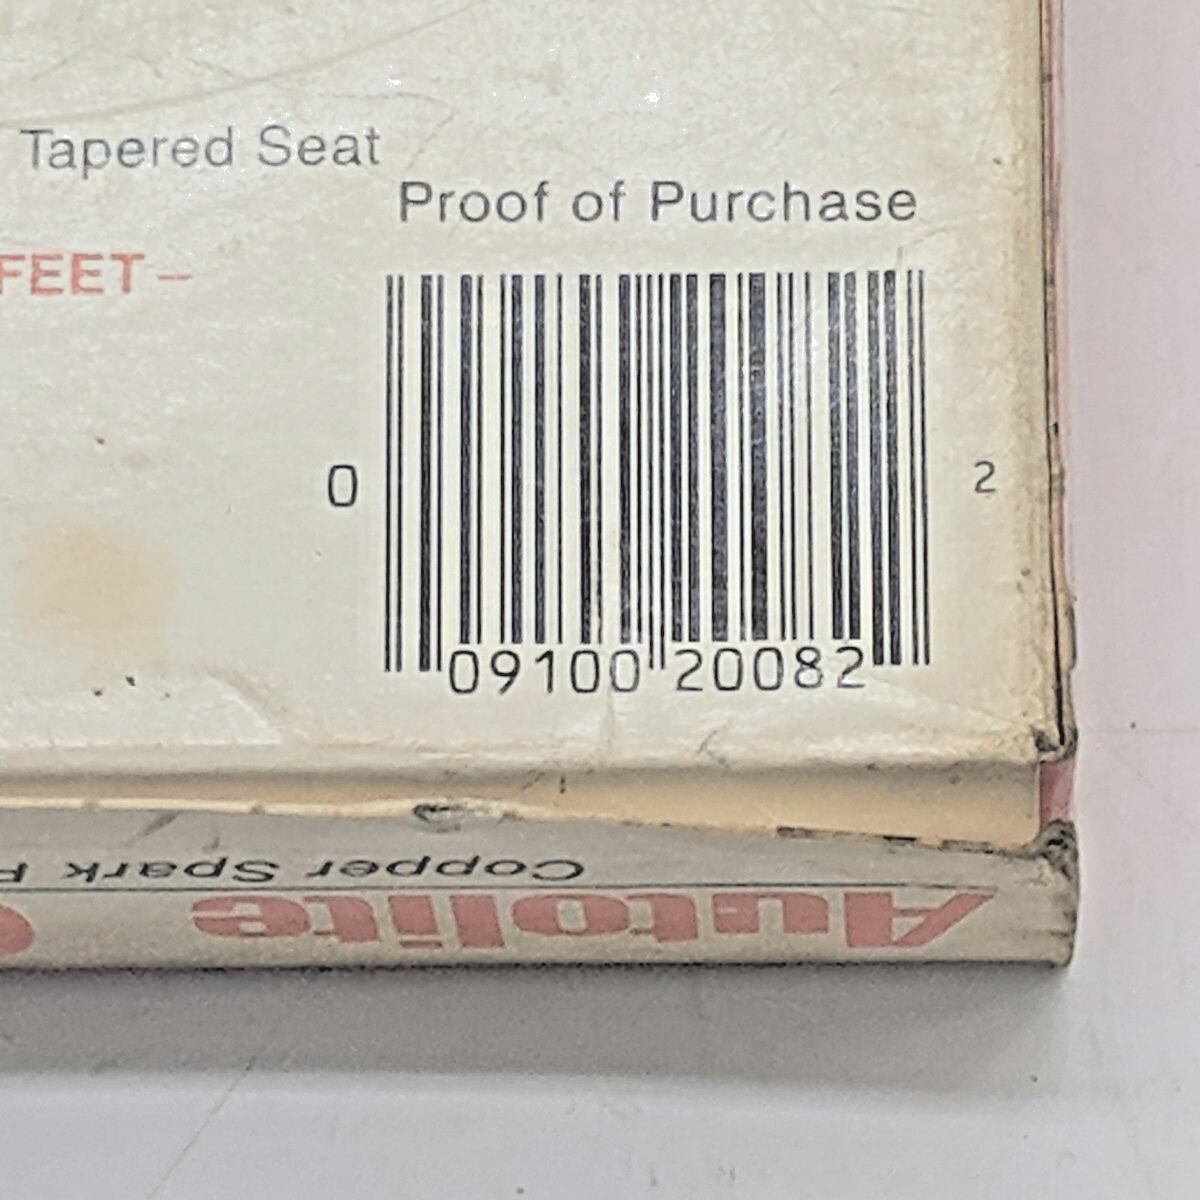 Tapered Seat
Proof of Purchase
FEET–
0 09100 20082 2
Copper Spark
Autolite